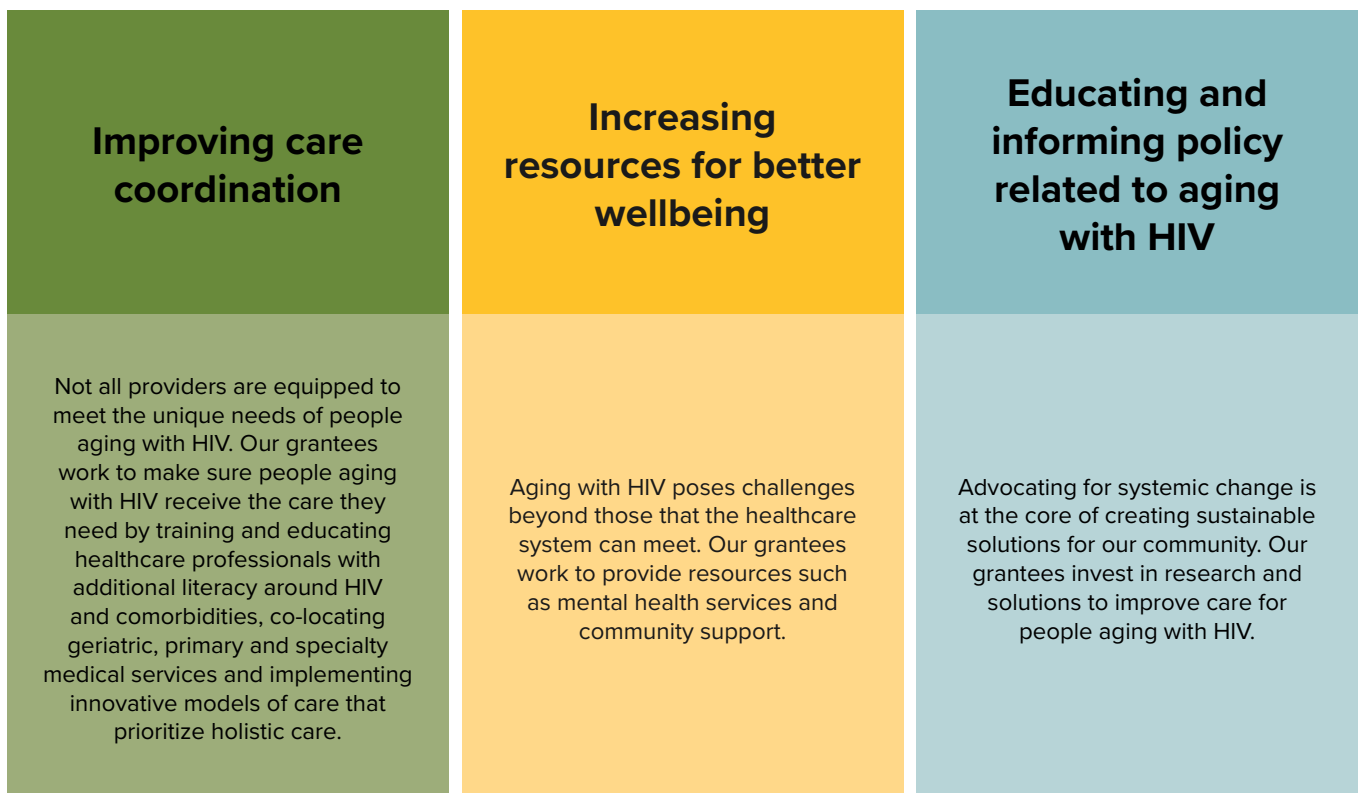 Improving care
coordination
Not all providers are equipped to
meet the unique needs of people
aging with HIV. Our grantees
work to make sure people aging
with HIV receive the care they
need by training and educating
healthcare professionals with
additional literacy around HIV
and comorbidities, co-locating
geriatric, primary and specialty
medical services and implementing
innovative models of care that
prioritize holistic care.
Increasing
resources for better
wellbeing
Aging with HIV poses challenges
beyond those that the healthcare
system can meet. Our grantees
work to provide resources such
as mental health services and
community support.
Educating and
informing policy
related to aging
with HIV
Advocating for systemic change is
at the core of creating sustainable
solutions for our community. Our
grantees invest in research and
solutions to improve care for
people aging with HIV.